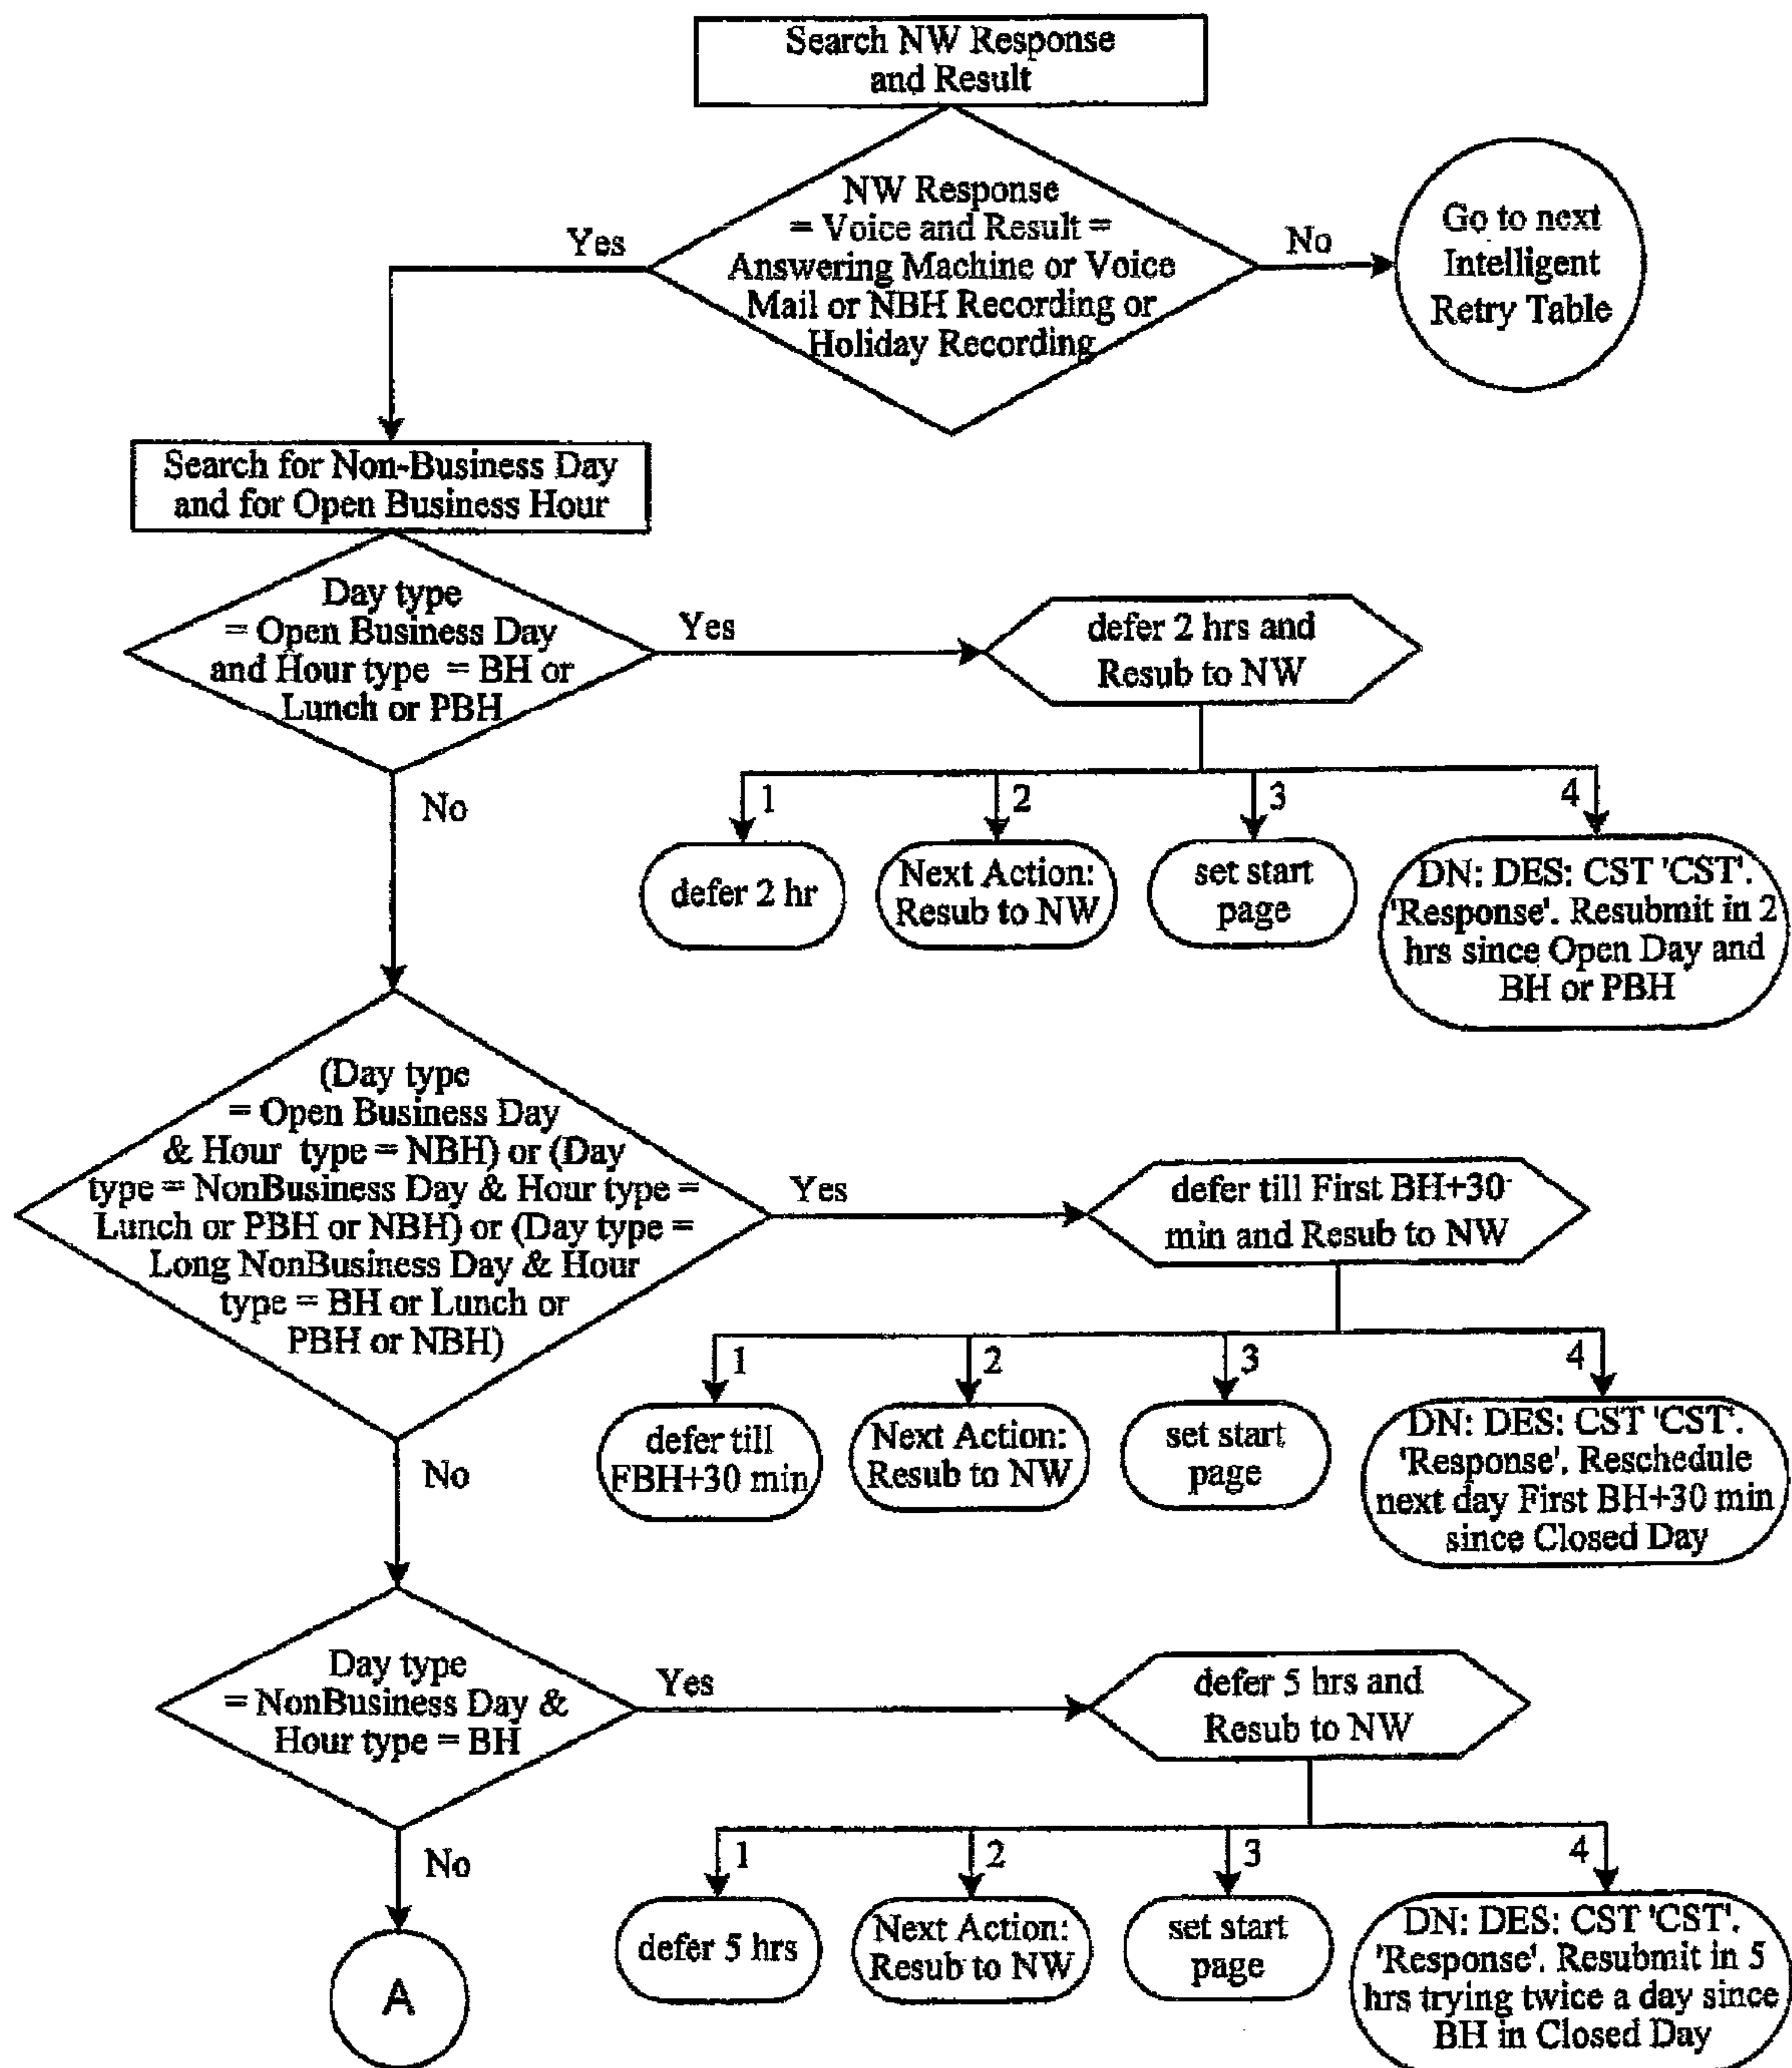 Search NW Response
and Result
NW Response
= Voice and Result =
Answering Machine or Voice
Mail or NBH Recording or
Holiday Recording
Yes
No
Go to next
Intelligent
Retry Table
Search for Non-Business Day
and for Open Business Hour
Day type
= Open Business Day
and Hour type = BH or
Lunch or PBH
Yes
defer 2 hrs and
Resub to NW
No
1
2
3
4
defer 2 hr
Next Action:
Resub to NW
set start
page
DN: DES: CST 'CST'.
'Response'. Resubmit in 2
hrs since Open Day and
BH or PBH
(Day type
= Open Business Day
& Hour type = NBH) or (Day
type = NonBusiness Day & Hour type =
Lunch or PBH or NBH) or (Day type =
Long NonBusiness Day & Hour
type = BH or Lunch or
PBH or NBH)
Yes
defer till First BH+30
min and Resub to NW
No
1
2
3
4
defer till
FBH+30 min
Next Action:
Resub to NW
set start
page
DN: DES: CST 'CST'.
'Response'. Reschedule
next day First BH+30 min
since Closed Day
Day type
= NonBusiness Day &
Hour type = BH
Yes
defer 5 hrs and
Resub to NW
No
1
2
3
4
defer 5 hrs
Next Action:
Resub to NW
set start
page
DN: DES: CST 'CST'.
'Response'. Resubmit in 5
hrs trying twice a day since
BH in Closed Day
A